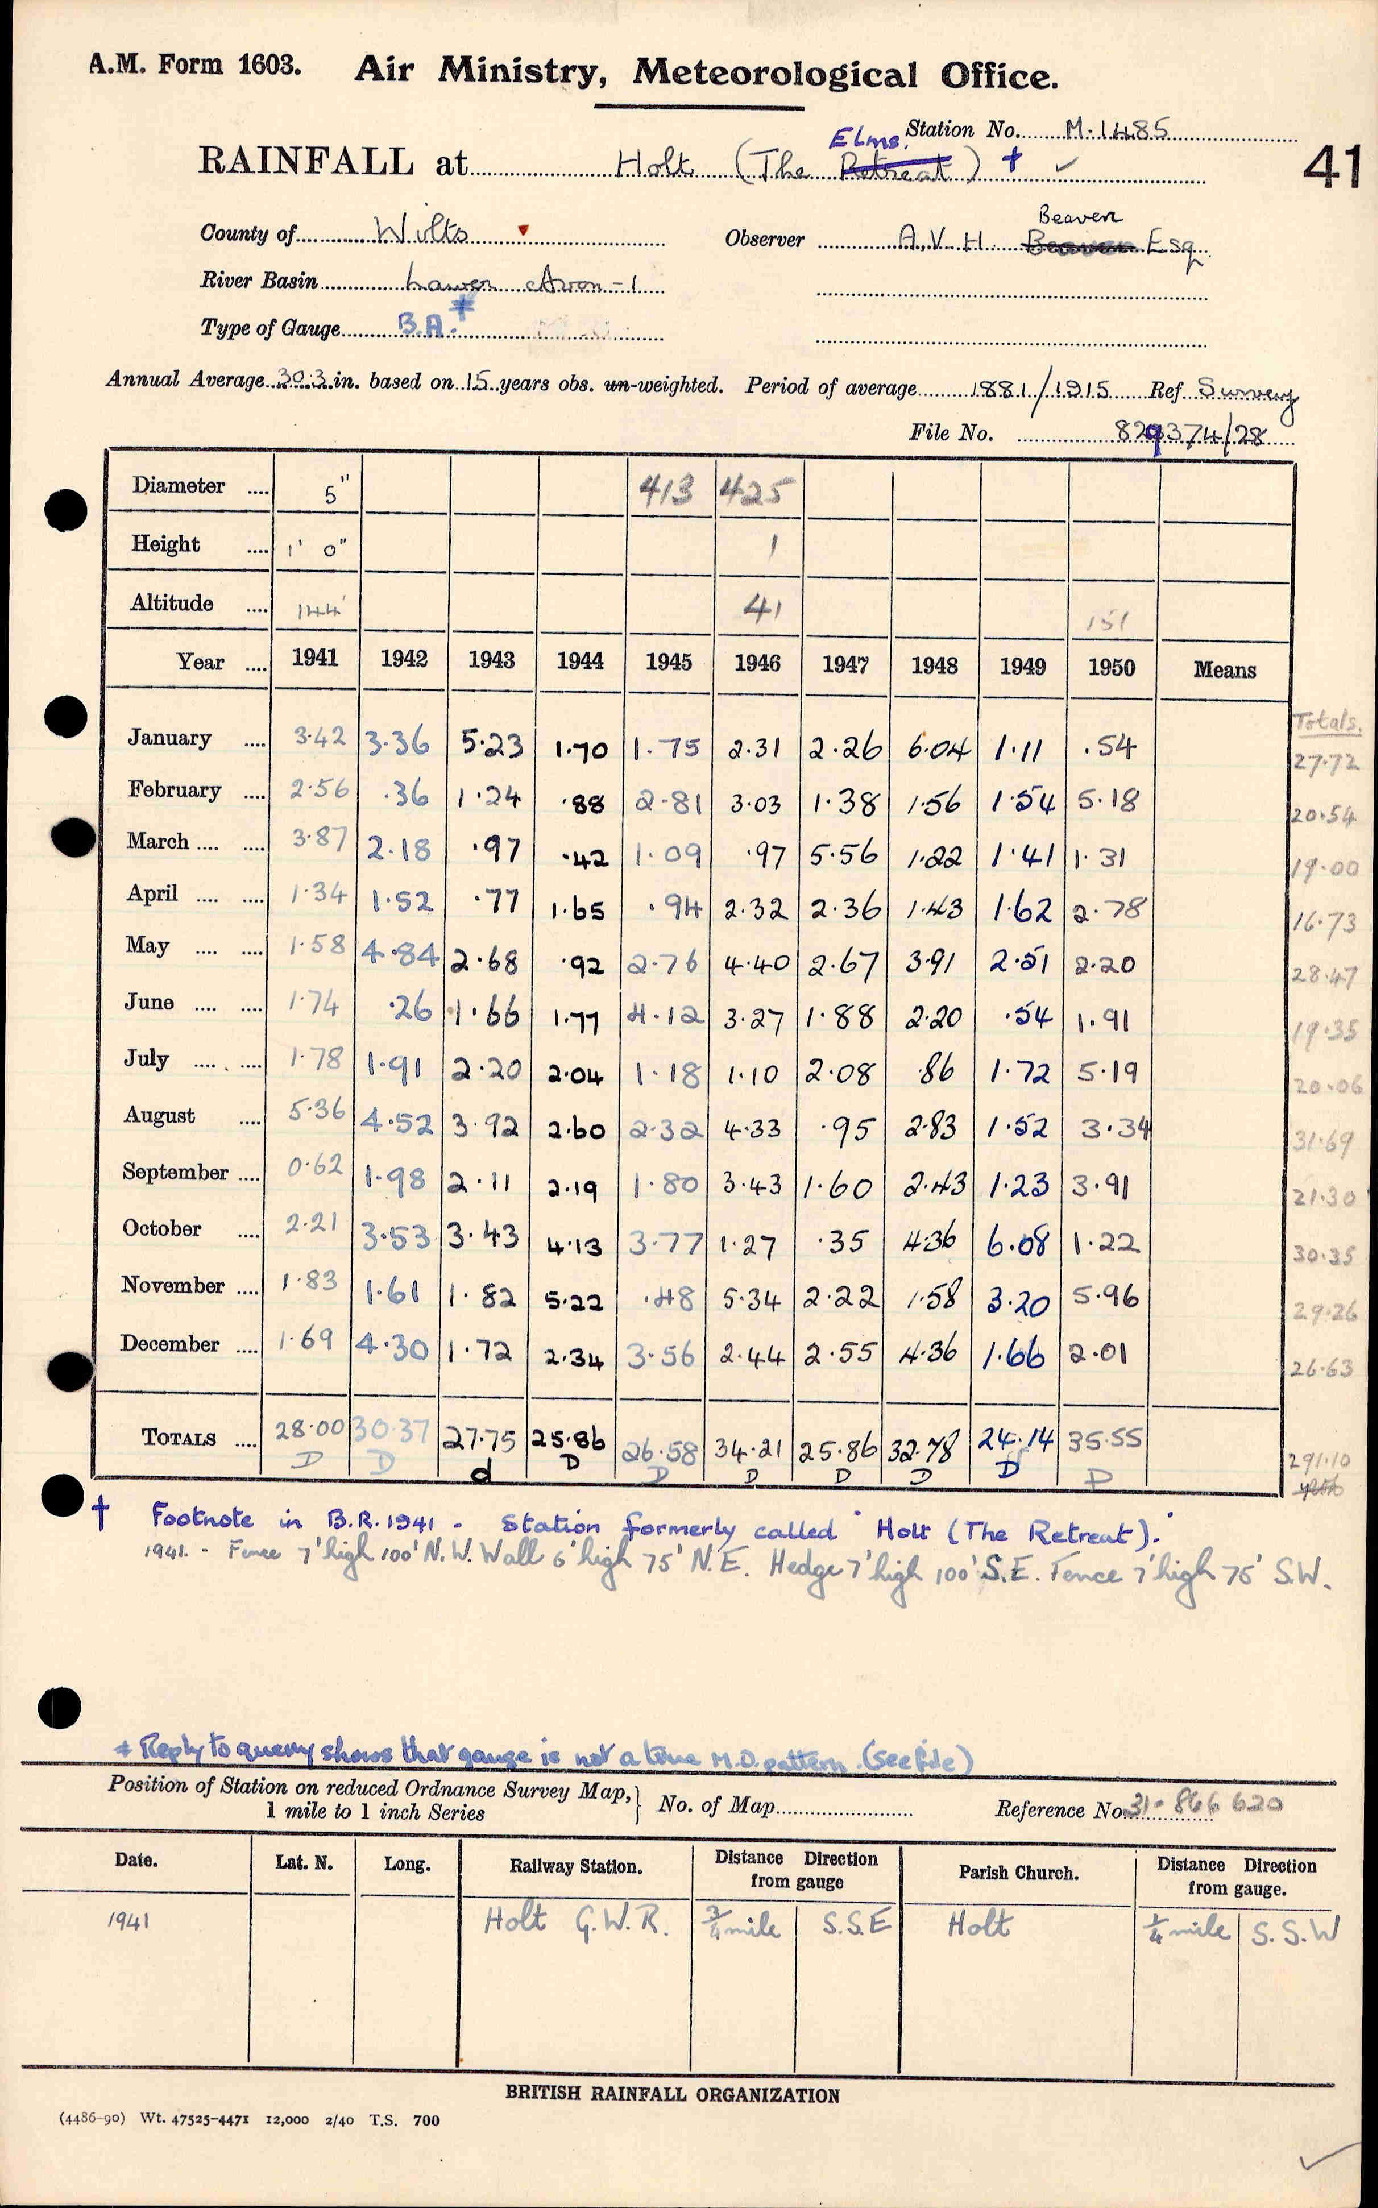 A.M. Form 1603. Air Ministry, Meteorological Office.
Station No. M.1485
Elms.
RAINFALL at Holt (The Retreat) † ✓
41
Beaven
County of Wilts Observer A.V.H. Esq
River Basin Lower Avon-1
Type of Gauge B.A.*
Annual Average 30.3 in. based on 15 years obs. un-weighted. Period of average 1881/1915 Ref Survey
File No. 829374/28
Diameter .... 5" 413 425
Height .... 1' 0" 1
Altitude .... 144' 41 151
Year .... 1941 1942 1943 1944 1945 1946 1947 1948 1949 1950 Means
Totals.
January .... 3.42 3.36 5.23 1.70 1.75 2.31 2.26 6.04 1.11 .54 27.72
February .... 2.56 .36 1.24 .88 2.81 3.03 1.38 1.56 1.54 5.18 20.54
March .... .... 3.87 2.18 .97 .42 1.09 .97 5.56 1.22 1.41 1.31 19.00
April .... .... 1.34 1.52 .77 1.65 .94 2.32 2.36 1.43 1.62 2.78 16.73
May .... .... 1.58 4.84 2.68 .92 2.76 4.40 2.67 3.91 2.51 2.20 28.47
June .... .... 1.74 .26 1.66 1.77 4.12 3.27 1.88 2.20 .54 1.91 19.35
July .... .... 1.78 1.91 2.20 2.04 1.18 1.10 2.08 .86 1.72 5.19 20.06
August .... 5.36 4.52 3.92 2.60 2.32 4.33 .95 2.83 1.52 3.34 31.69
September .... 0.62 1.98 2.11 2.19 1.80 3.43 1.60 2.43 1.23 3.91 21.30
October .... 2.21 3.53 3.43 4.13 3.77 1.27 .35 4.36 6.08 1.22 30.35
November .... 1.83 1.61 1.82 5.22 .48 5.34 2.22 1.58 3.20 5.96 29.26
December .... 1.69 4.30 1.72 2.34 3.56 2.44 2.55 4.36 1.66 2.01 26.63
TOTALS .... 28.00 30.37 27.75 25.86 26.58 34.21 25.86 32.78 24.14 35.55 291.10
D D d D D D D D D D
† Footnote in B.R. 1941 - Station formerly called 'Holt (The Retreat).'
1941. - Fence 7' high 100' N.W. Wall 6' high 75' N.E. Hedge 7' high 100' S.E. Fence 7' high 75' S.W.
* Reply to query shows that gauge is not a true M.O. pattern. (See file)
Position of Station on reduced Ordnance Survey Map, } No. of Map Reference No. 31-866 620
1 mile to 1 inch Series
Date. Lat. N. Long. Railway Station. Distance Direction from gauge Parish Church. Distance Direction from gauge.
1941 Holt G.W.R. 3/4 mile S.S.E Holt 1/4 mile S.S.W
BRITISH RAINFALL ORGANIZATION
(4486-90) Wt. 47525-4471 12,000 2/40 T.S. 700